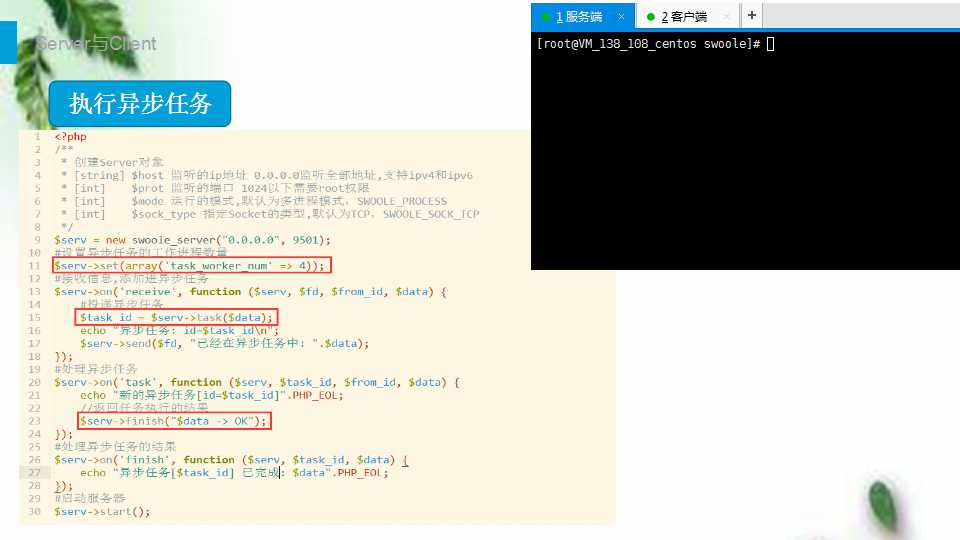 Server与Client
执行异步任务
1 服务端 ×
2 客户端 ×
+
[root@VM_138_108_centos swoole]#
1 <?php
2 /**
3 * 创建Server对象
4 * [string] $host 监听的ip地址 0.0.0.0监听全部地址,支持ipv4和ipv6
5 * [int] $prot 监听的端口 1024以下需要root权限
6 * [int] $mode 运行的模式,默认为多进程模式, SWOOLE_PROCESS
7 * [int] $sock_type 指定Socket的类型,默认为TCP, SWOOLE_SOCK_TCP
8 */
9 $serv = new swoole_server("0.0.0.0", 9501);
10 #设置异步任务的工作进程数量
11 $serv->set(array('task_worker_num' => 4));
12 #接收信息,添加进异步任务
13 $serv->on('receive', function ($serv, $fd, $from_id, $data) {
14 #投递异步任务
15 $task_id = $serv->task($data);
16 echo "异步任务: id=$task_id\n";
17 $serv->send($fd, "已经在异步任务中: ".$data);
18 });
19 #处理异步任务
20 $serv->on('task', function ($serv, $task_id, $from_id, $data) {
21 echo "新的异步任务[id=$task_id]".PHP_EOL;
22 //返回任务执行的结果
23 $serv->finish("$data -> OK");
24 });
25 #处理异步任务的结果
26 $serv->on('finish', function ($serv, $task_id, $data) {
27 echo "异步任务[$task_id] 已完成: $data".PHP_EOL;
28 });
29 #启动服务器
30 $serv->start();